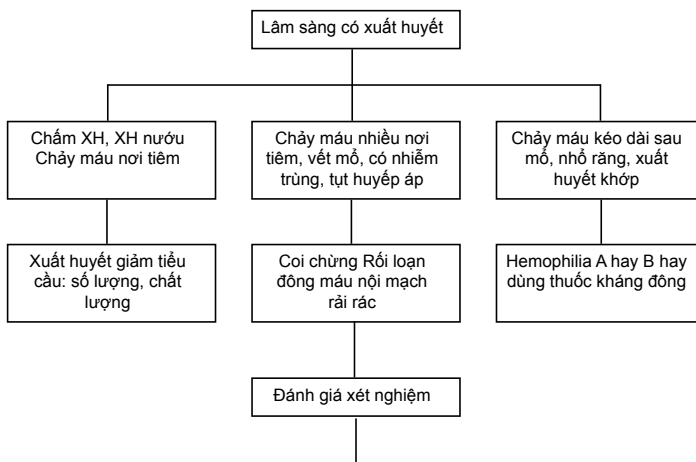 Lâm sàng có xuất huyết
Chấm XH, XH nướu
Chảy máu nơi tiêm
Chảy máu nhiều nơi
tiêm, vết mổ, có nhiễm
trùng, tụt huyếp áp
Chảy máu kéo dài sau
mổ, nhổ răng, xuất
huyết khớp
Xuất huyết giảm tiểu
cầu: số lượng, chất
lượng
Coi chừng Rối loạn
đông máu nội mạch
rải rác
Hemophilia A hay B hay
dùng thuốc kháng đông
Đánh giá xét nghiệm